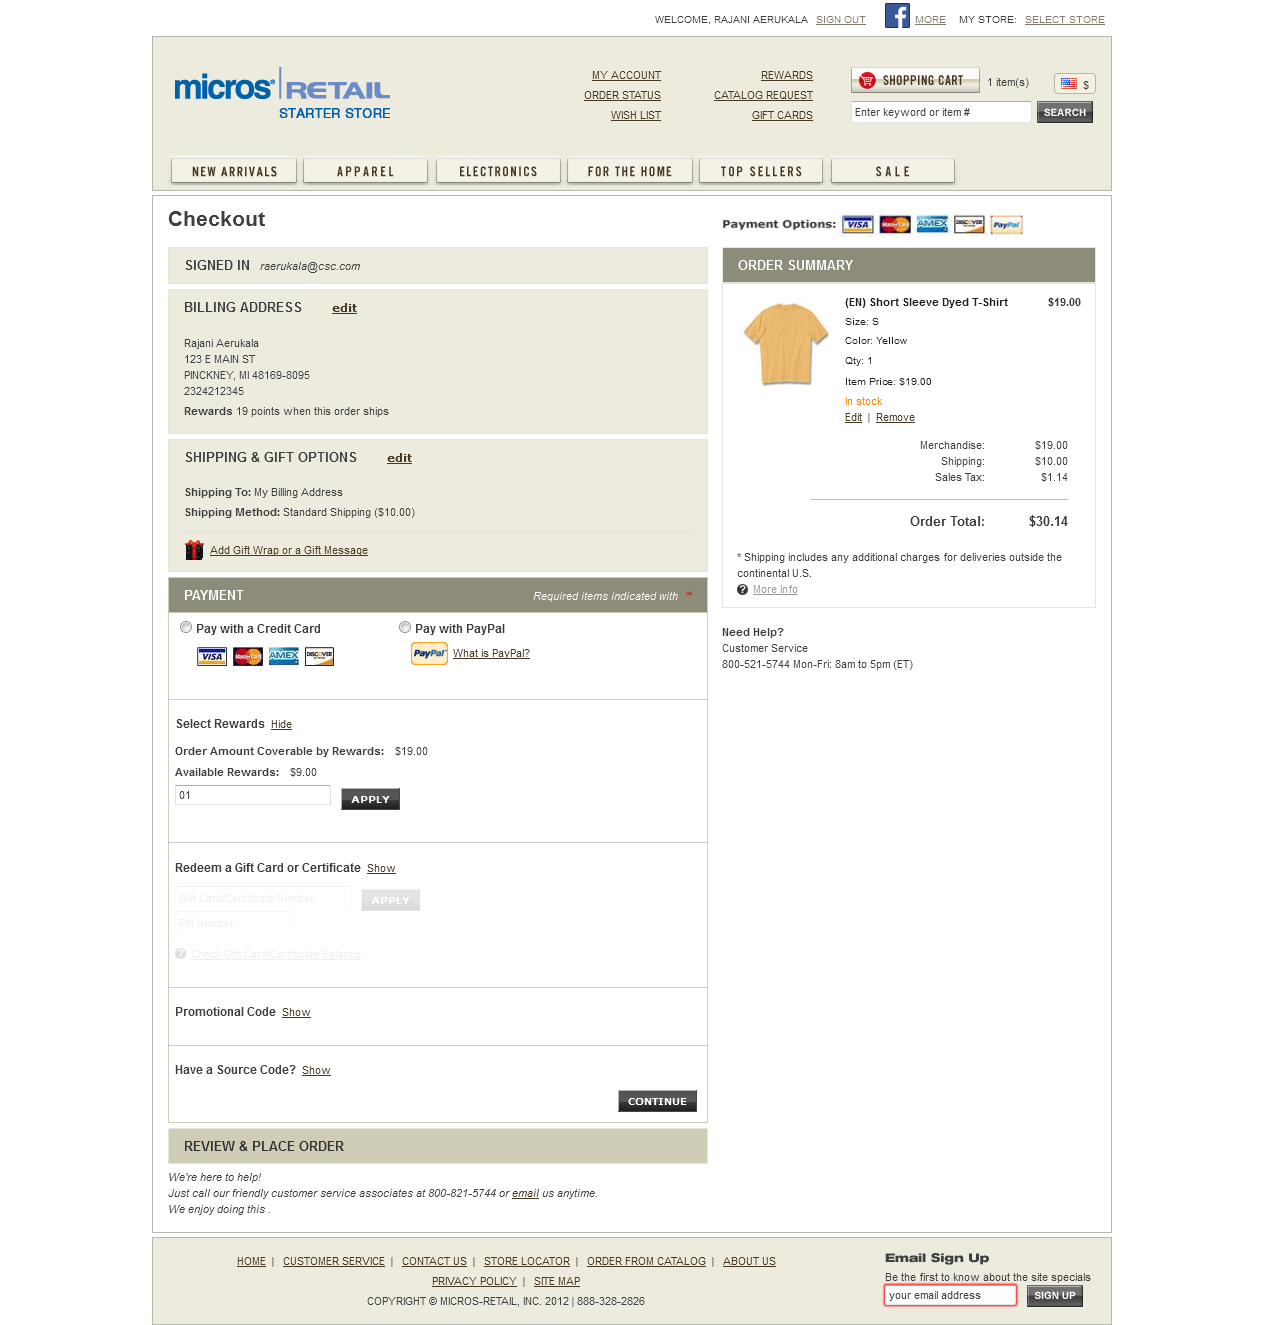 WELCOME, RAJANI AERUKALA SIGN OUT MORE MY STORE: SELECT STORE
micros RETAIL
STARTER STORE
MY ACCOUNT
ORDER STATUS
WISH LIST
REWARDS
CATALOG REQUEST
GIFT CARDS
SHOPPING CART 1 item(s) $
Enter keyword or item # SEARCH
NEW ARRIVALS APPAREL ELECTRONICS FOR THE HOME TOP SELLERS SALE
Checkout
Payment Options: VISA MasterCard AMEX DISCOVER PayPal
SIGNED IN raerukala@csc.com
BILLING ADDRESS edit
Rajani Aerukala
123 E MAIN ST
PINCKNEY, MI 48169-8095
2324212345
Rewards 19 points when this order ships
SHIPPING & GIFT OPTIONS edit
Shipping To: My Billing Address
Shipping Method: Standard Shipping ($10.00)
Add Gift Wrap or a Gift Message
PAYMENT Required items indicated with *
Pay with a Credit Card Pay with PayPal
VISA MasterCard AMEX DISCOVER PayPal What is PayPal?
Select Rewards Hide
Order Amount Coverable by Rewards: $19.00
Available Rewards: $9.00
01 APPLY
Redeem a Gift Card or Certificate Show
Gift Card/Certificate Number APPLY
PIN Number
? Check Gift Card/Certificate Balance
Promotional Code Show
Have a Source Code? Show
CONTINUE
REVIEW & PLACE ORDER
We're here to help!
Just call our friendly customer service associates at 800-821-5744 or email us anytime.
We enjoy doing this .
ORDER SUMMARY
(EN) Short Sleeve Dyed T-Shirt $19.00
Size: S
Color: Yellow
Qty: 1
Item Price: $19.00
In stock
Edit | Remove
Merchandise: $19.00
Shipping: $10.00
Sales Tax: $1.14
Order Total: $30.14
* Shipping includes any additional charges for deliveries outside the
continental U.S.
? More Info
Need Help?
Customer Service
800-521-5744 Mon-Fri: 8am to 5pm (ET)
HOME | CUSTOMER SERVICE | CONTACT US | STORE LOCATOR | ORDER FROM CATALOG | ABOUT US
PRIVACY POLICY | SITE MAP
COPYRIGHT © MICROS-RETAIL, INC. 2012 | 888-328-2826
Email Sign Up
Be the first to know about the site specials
your email address SIGN UP